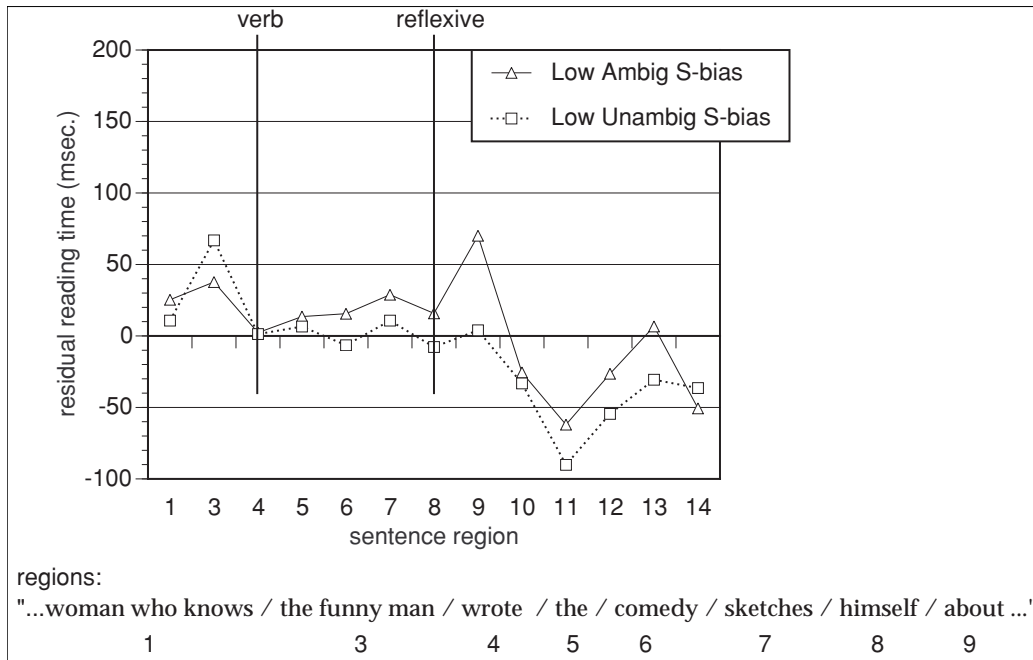 verb reflexive
200
Low Ambig S-bias
Low Unambig S-bias
150
100
50
0
-50
-100
residual reading time (msec.)
1 3 4 5 6 7 8 9 10 11 12 13 14
sentence region
regions:
"...woman who knows / the funny man / wrote / the / comedy / sketches / himself / about ..."
1 3 4 5 6 7 8 9